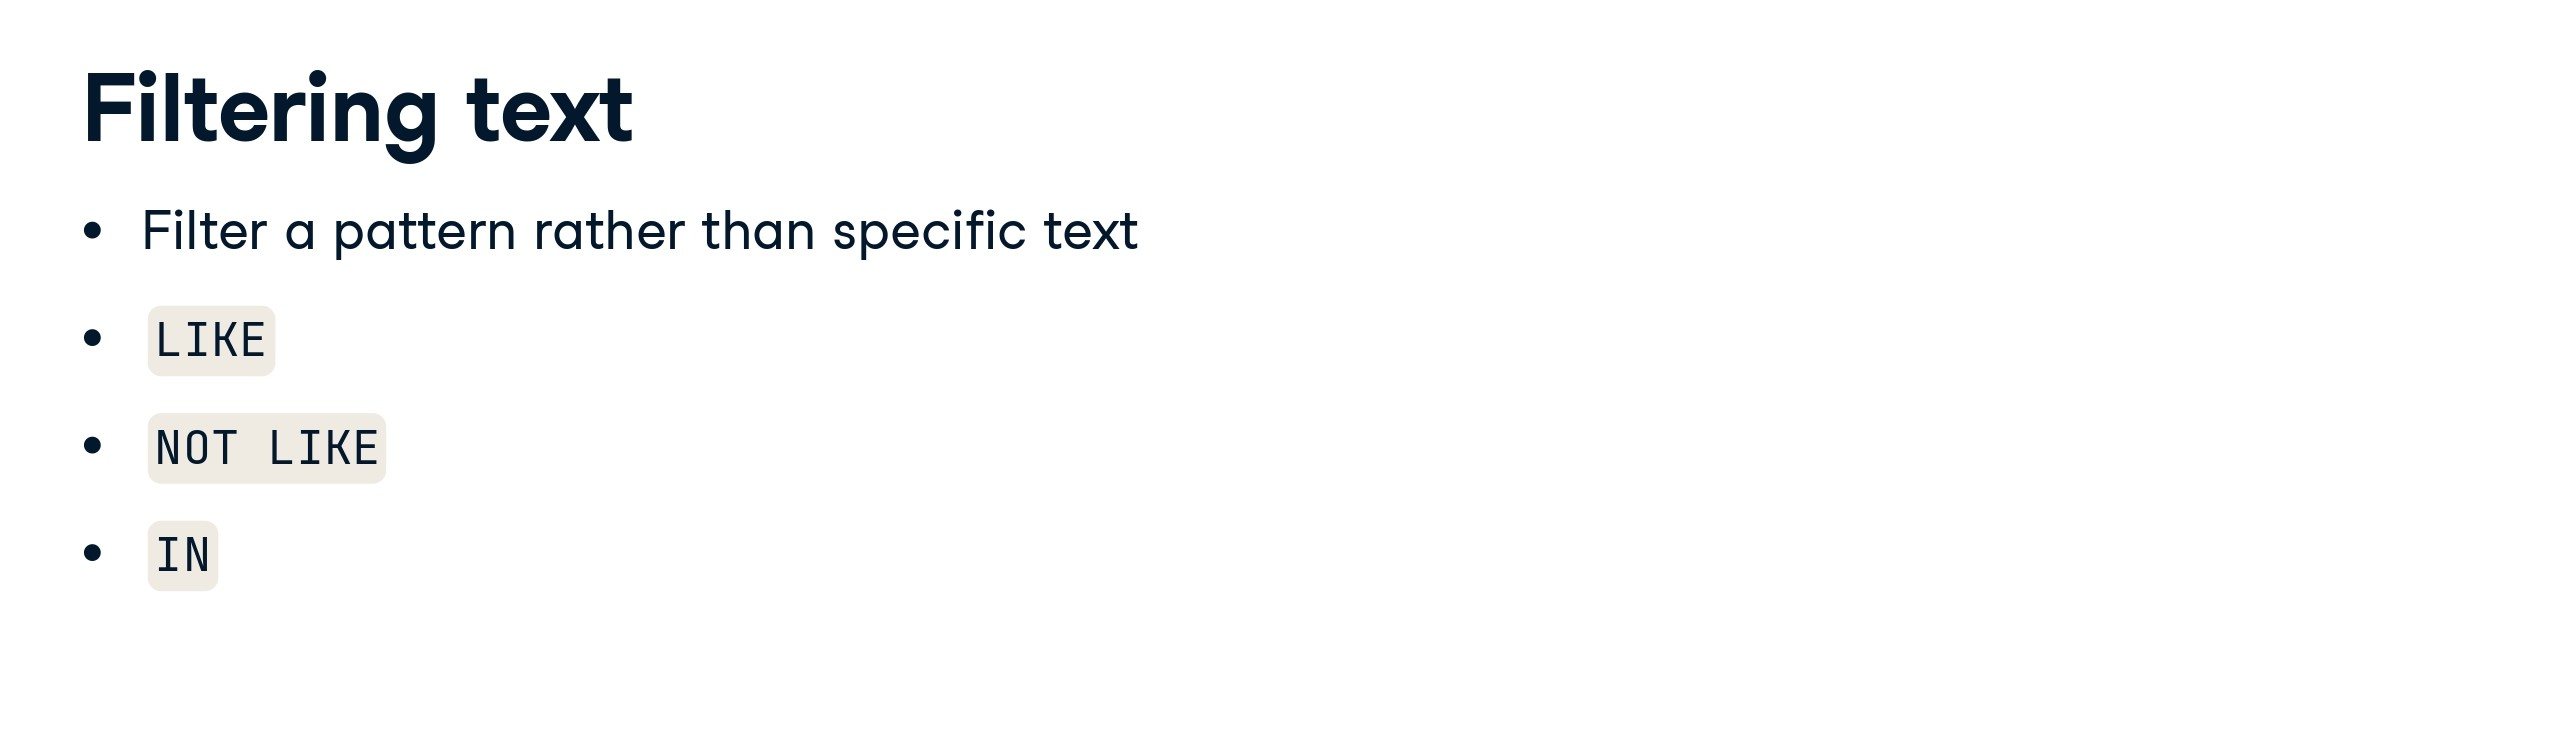 Filtering text
• Filter a pattern rather than specific text
• LIKE
• NOT LIKE
• IN